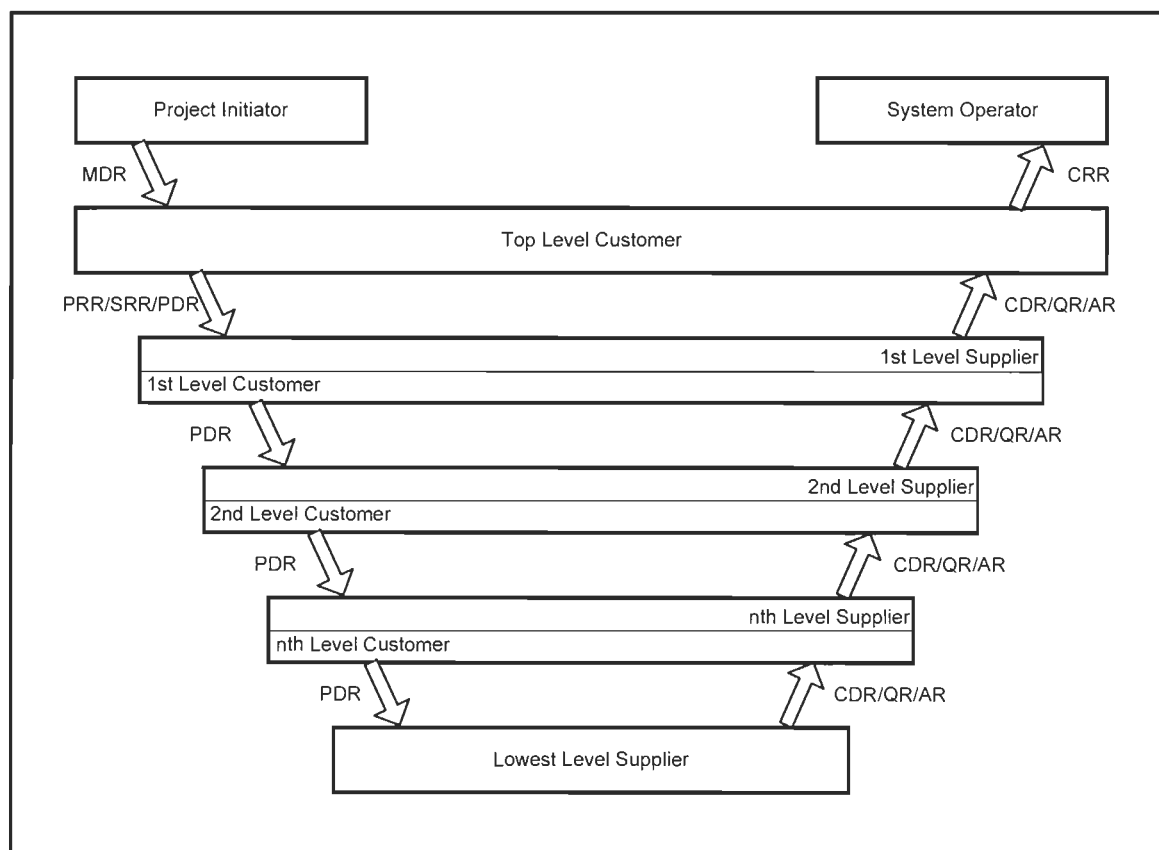 Project Initiator
System Operator
MDR
CRR
Top Level Customer
PRR/SRR/PDR
CDR/QR/AR
1st Level Supplier
1st Level Customer
PDR
CDR/QR/AR
2nd Level Supplier
2nd Level Customer
PDR
CDR/QR/AR
nth Level Supplier
nth Level Customer
PDR
CDR/QR/AR
Lowest Level Supplier